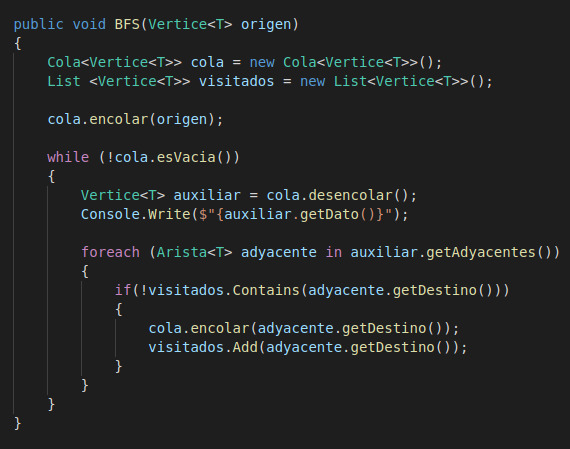 public void BFS(Vertice<T> origen)
{
Cola<Vertice<T>> cola = new Cola<Vertice<T>>();
List <Vertice<T>> visitados = new List<Vertice<T>>();
cola.encolar(origen);
while (!cola.esVacia())
{
Vertice<T> auxiliar = cola.desencolar();
Console.Write($"{auxiliar.getDato()}");
foreach (Arista<T> adyacente in auxiliar.getAdyacentes())
{
if(!visitados.Contains(adyacente.getDestino()))
{
cola.encolar(adyacente.getDestino());
visitados.Add(adyacente.getDestino());
}
}
}
}